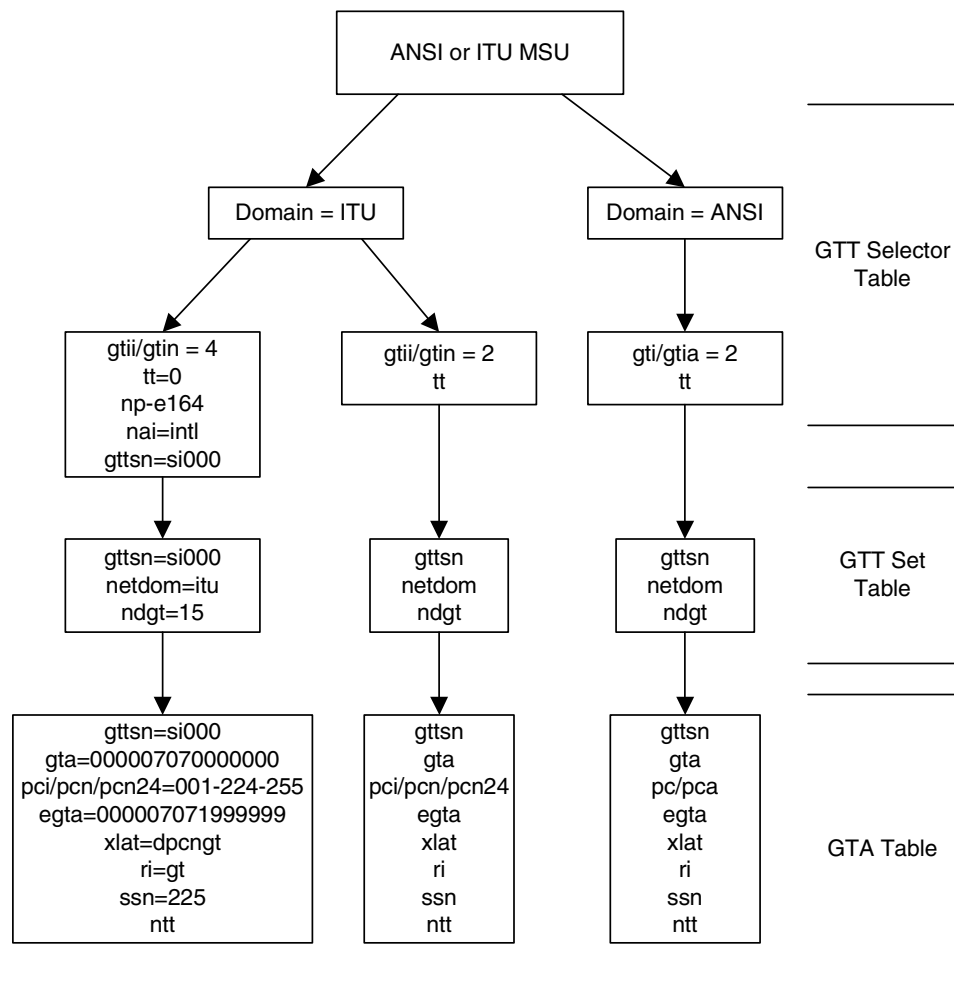 ANSI or ITU MSU
Domain = ITU
Domain = ANSI
GTT Selector
Table
gtii/gtin = 4
tt=0
np-e164
nai=intl
gttsn=si000
gtii/gtin = 2
tt
gti/gtia = 2
tt
gttsn=si000
netdom=itu
ndgt=15
gttsn
netdom
ndgt
gttsn
netdom
ndgt
GTT Set
Table
gttsn=si000
gta=000007070000000
pci/pcn/pcn24=001-224-255
egta=000007071999999
xlat=dpcngt
ri=gt
ssn=225
ntt
gttsn
gta
pci/pcn/pcn24
egta
xlat
ri
ssn
ntt
gttsn
gta
pc/pca
egta
xlat
ri
ssn
ntt
GTA Table